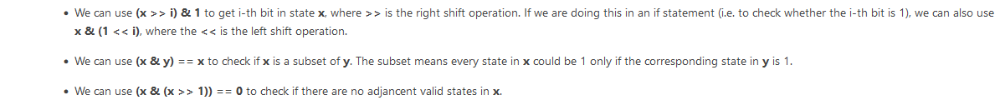 • We can use (x >> i) & 1 to get i-th bit in state x, where >> is the right shift operation. If we are doing this in an if statement (i.e. to check whether the i-th bit is 1), we can also use
x & (1 << i), where the << is the left shift operation.
• We can use (x & y) == x to check if x is a subset of y. The subset means every state in x could be 1 only if the corresponding state in y is 1.
• We can use (x & (x >> 1)) == 0 to check if there are no adjancent valid states in x.